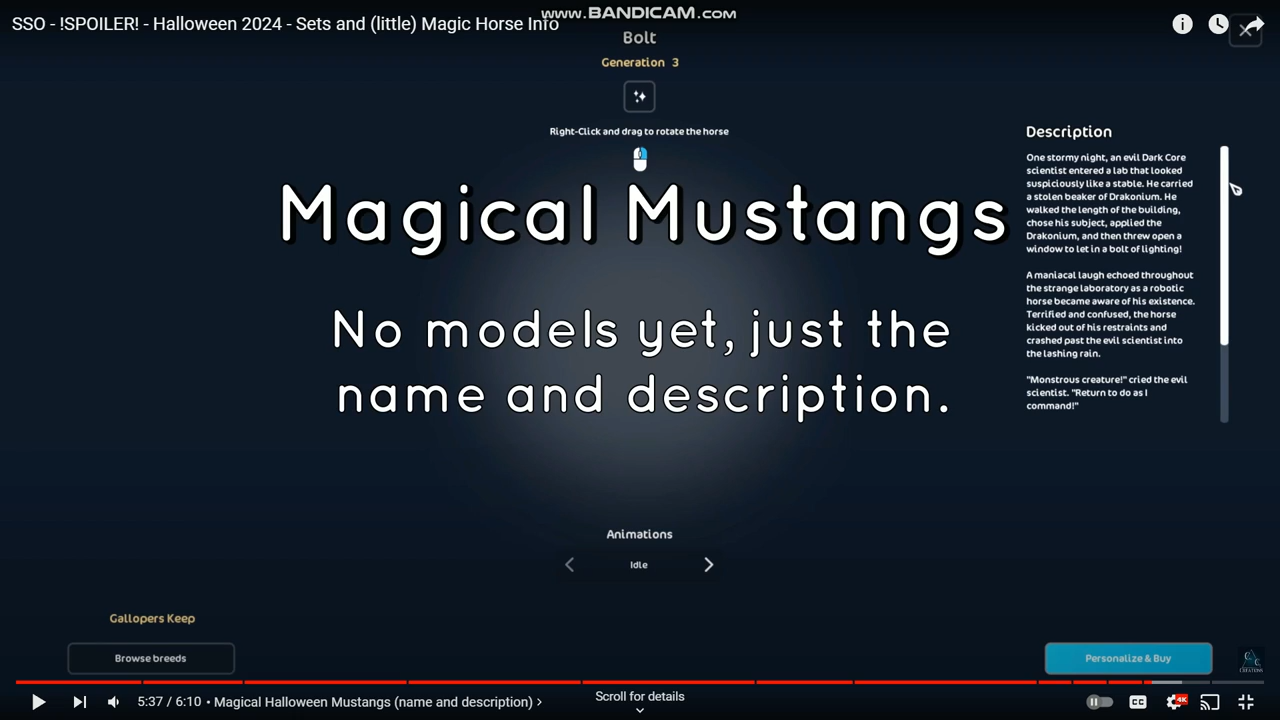 www.BANDICAM.com
SSO - !SPOILER! - Halloween 2024 - Sets and (little) Magic Horse Info
Bolt
Generation 3
Right-Click and drag to rotate the horse
Magical Mustangs
No models yet, just the
name and description.
Description
One stormy night, an evil Dark Core
scientist entered a lab that looked
suspiciously like a stable. He carried
a stolen beaker of Drakonium. He
walked the length of the building,
chose his subject, applied the
Drakonium, and then threw open a
window to let in a bolt of lighting!
A maniacal laugh echoed throughout
the strange laboratory as a robotic
horse became aware of his existence.
Terrified and confused, the horse
kicked out of his restraints and
crashed past the evil scientist into
the lashing rain.
"Monstrous creature!" cried the evil
scientist. "Return to do as I
command!"
Animations
Idle
Gallopers Keep
Browse breeds
Personalize & Buy
5:37 / 6:10 • Magical Halloween Mustangs (name and description)
Scroll for details
CC
4K